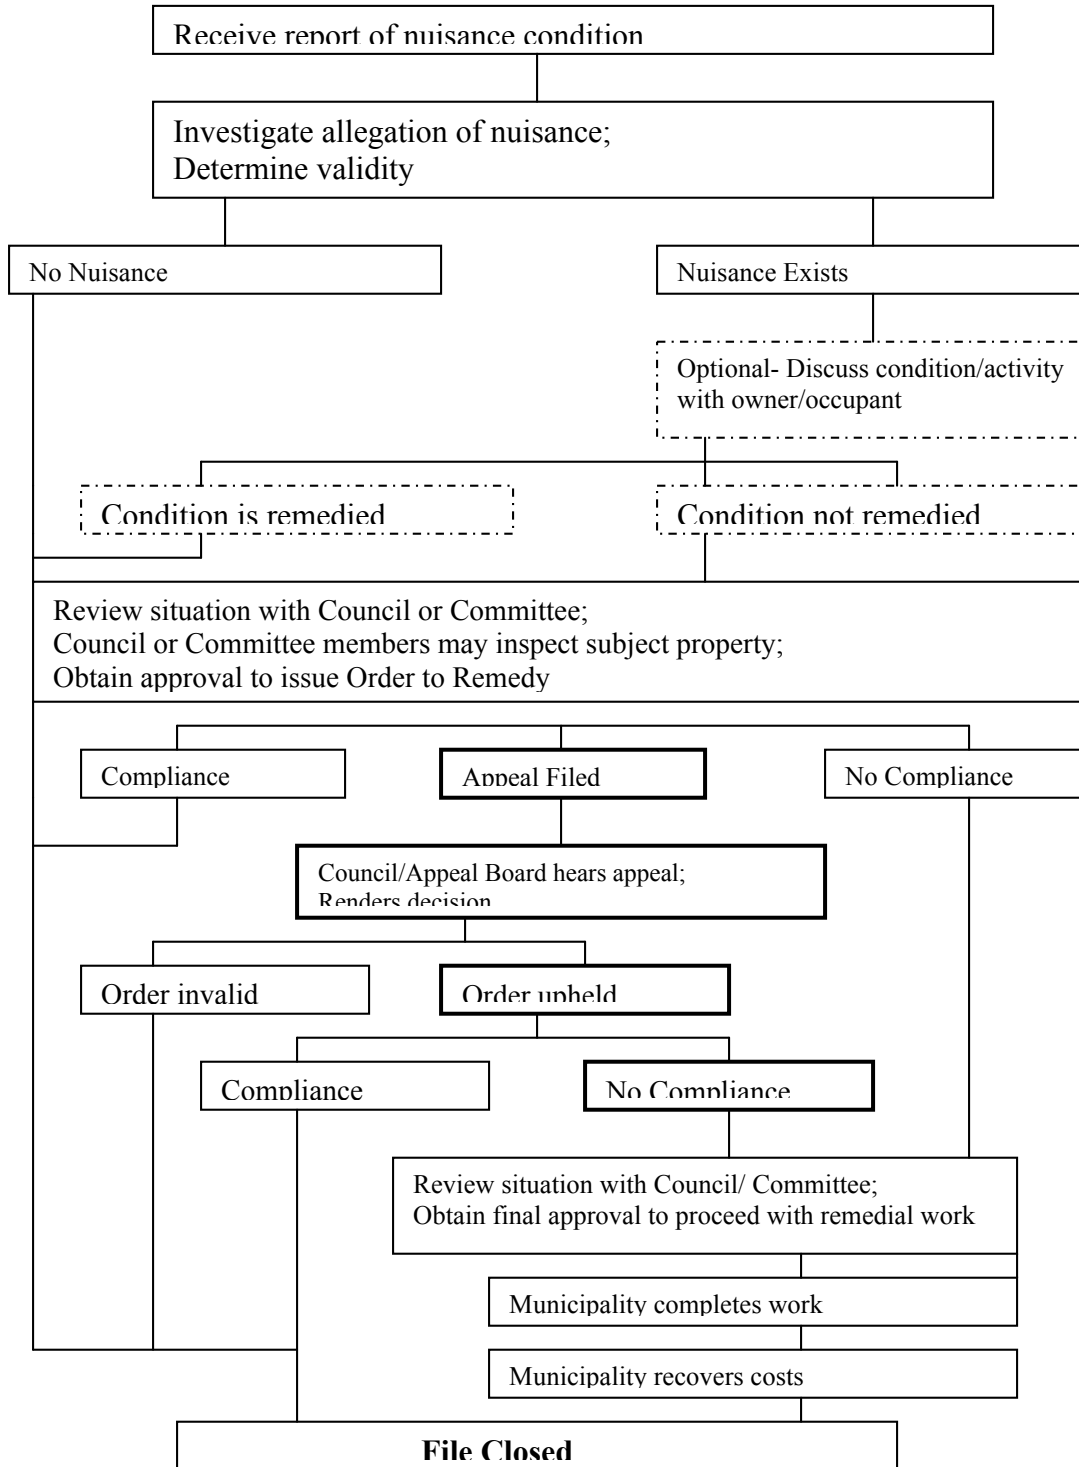 Receive report of nuisance condition
Investigate allegation of nuisance;
Determine validity
No Nuisance
Nuisance Exists
Optional- Discuss condition/activity
with owner/occupant
Condition is remedied
Condition not remedied
Review situation with Council or Committee;
Council or Committee members may inspect subject property;
Obtain approval to issue Order to Remedy
Compliance
Appeal Filed
No Compliance
Council/Appeal Board hears appeal;
Renders decision
Order invalid
Order upheld
Compliance
No Compliance
Review situation with Council/ Committee;
Obtain final approval to proceed with remedial work
Municipality completes work
Municipality recovers costs
File Closed